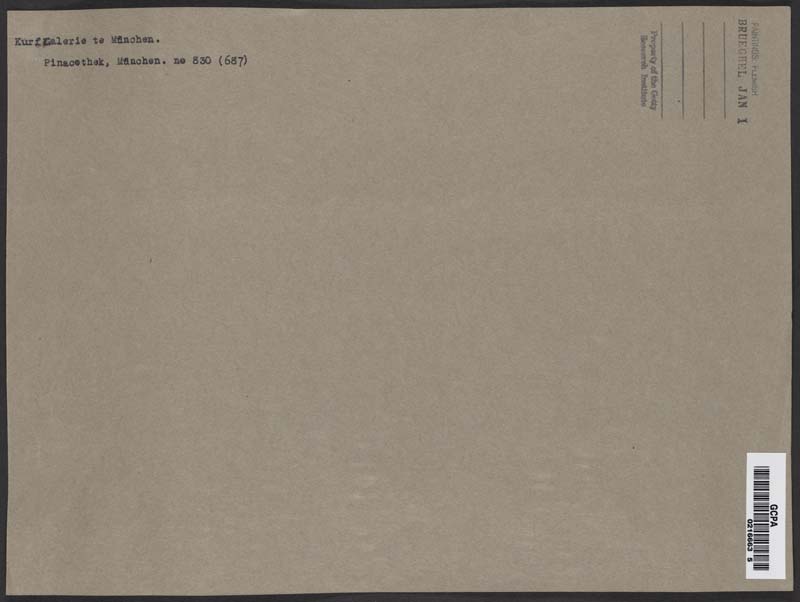 Kurf.Galerie te München.
Pinacothek, München. no 830 (687)
PAINTINGS: FLEMISH
BRUEGHEL, JAN I
Property of the Getty
Research Institute
GCPA
0216663 5